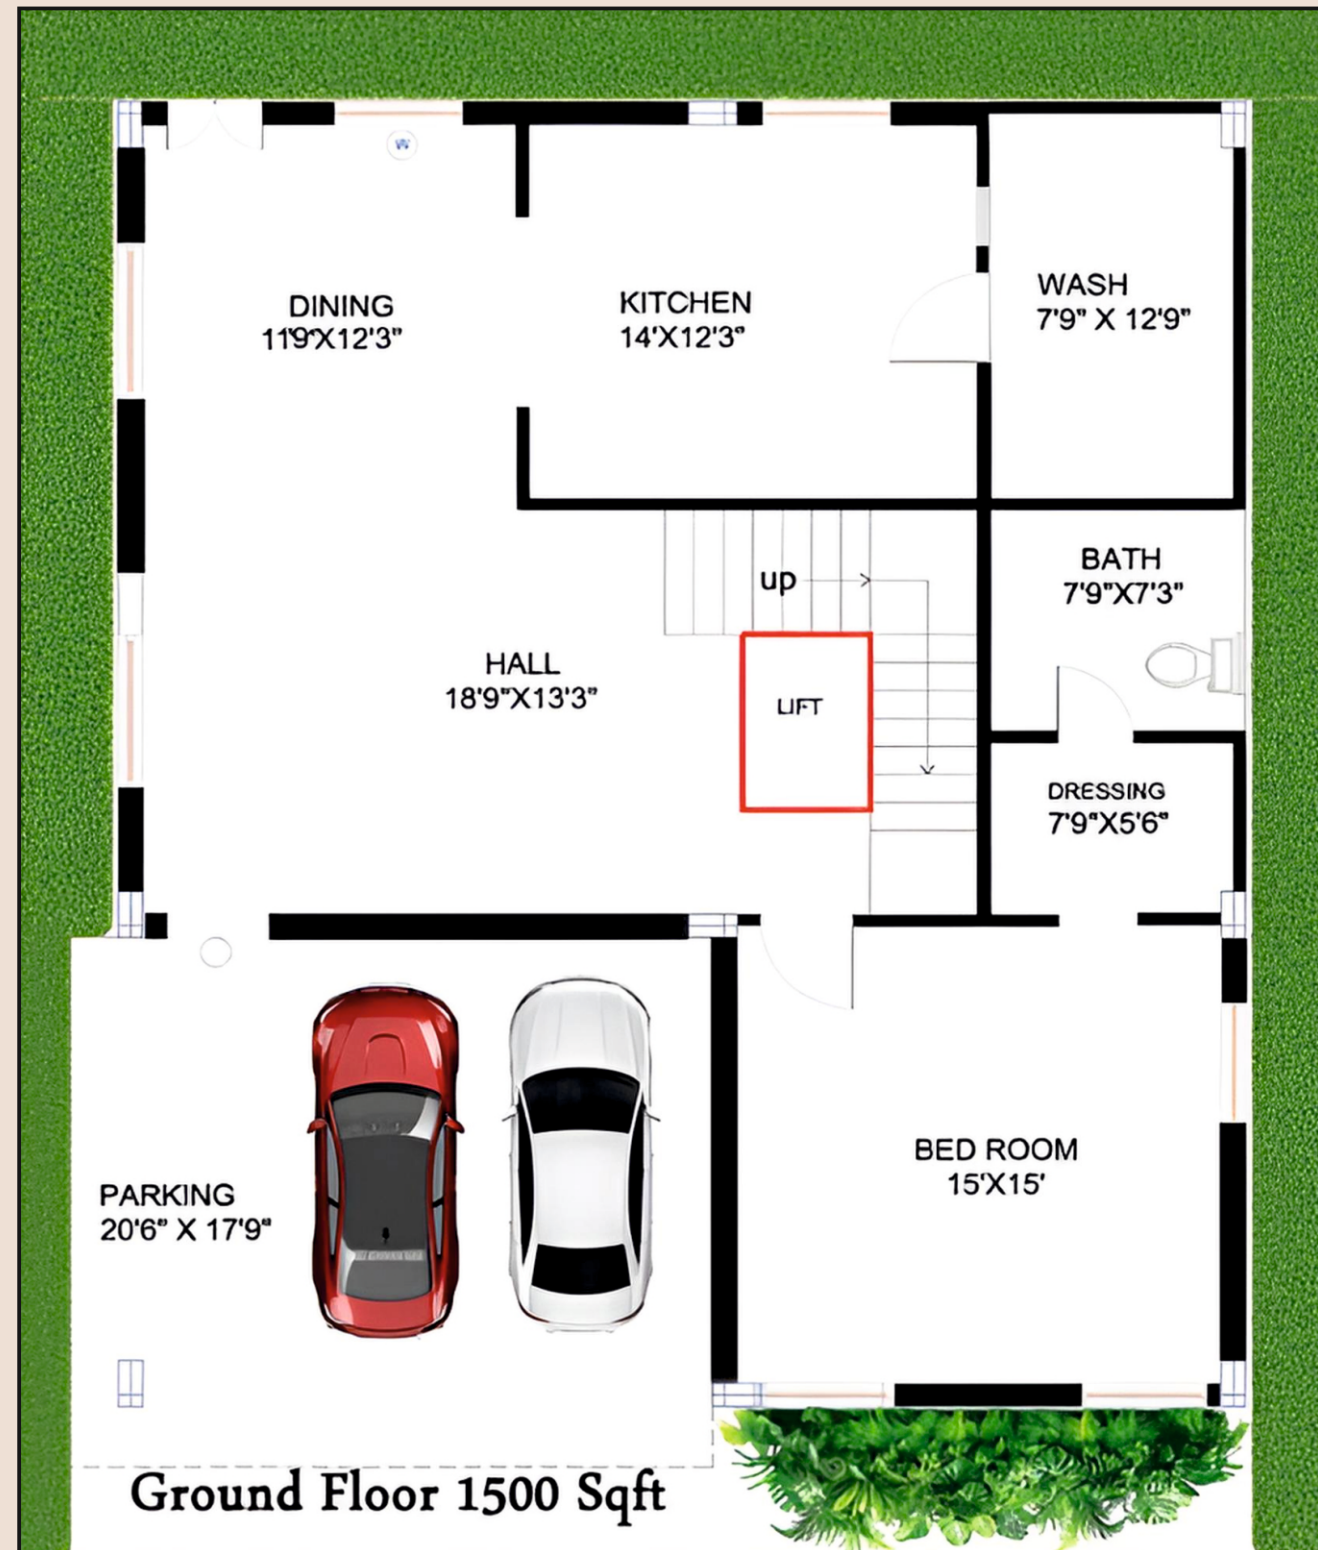 W
DINING
11'9"X12'3"
KITCHEN
14'X12'3"
WASH
7'9" X 12'9"
up
BATH
7'9"X7'3"
HALL
18'9"X13'3"
LIFT
DRESSING
7'9"X5'6"
BED ROOM
15'X15'
PARKING
20'6" X 17'9"
Ground Floor 1500 Sqft